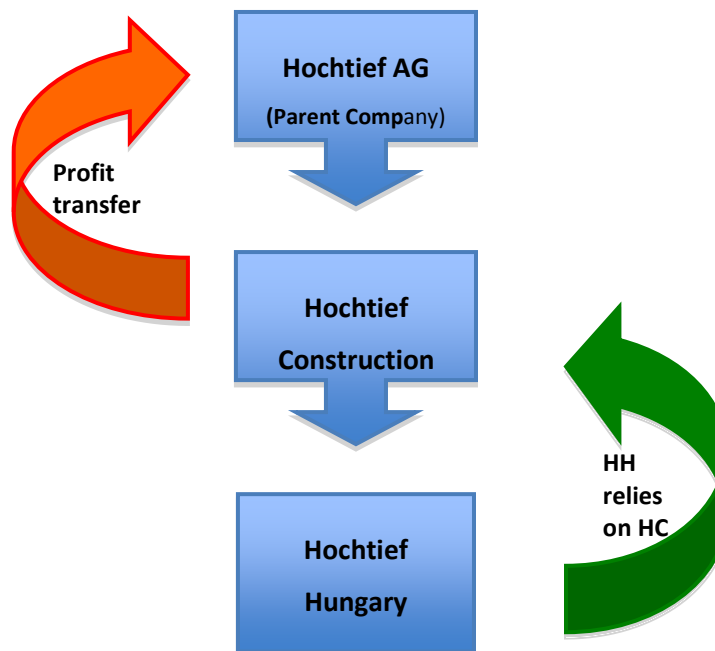 Hochtief AG
(Parent Company)
Profit
transfer
Hochtief
Construction
HH
relies
on HC
Hochtief
Hungary